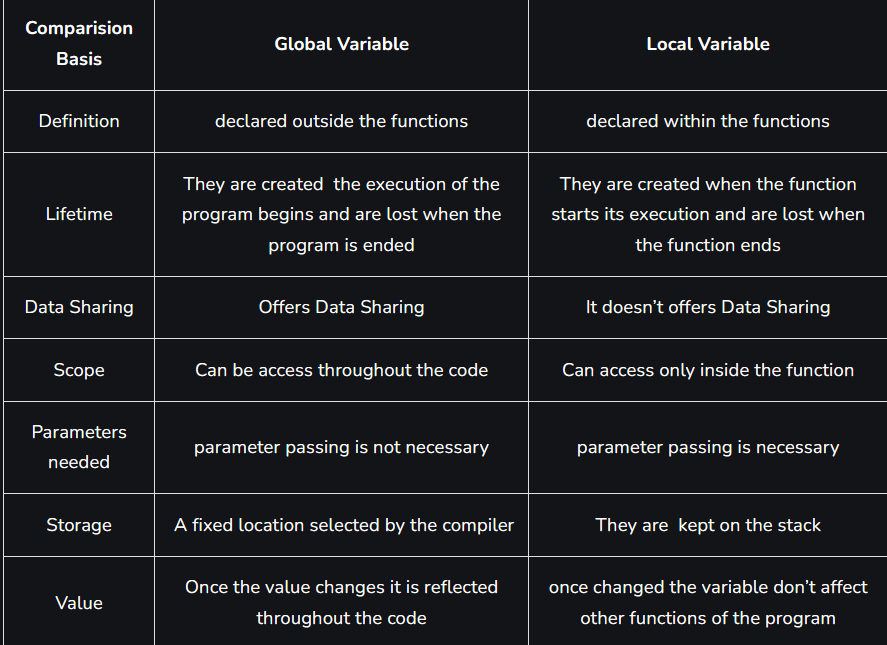 Comparision
Basis
Global Variable
Local Variable
Definition
declared outside the functions
declared within the functions
Lifetime
They are created  the execution of the
program begins and are lost when the
program is ended
They are created when the function
starts its execution and are lost when
the function ends
Data Sharing
Offers Data Sharing
It doesn’t offers Data Sharing
Scope
Can be access throughout the code
Can access only inside the function
Parameters
needed
parameter passing is not necessary
parameter passing is necessary
Storage
A fixed location selected by the compiler
They are  kept on the stack
Value
Once the value changes it is reflected
throughout the code
once changed the variable don’t affect
other functions of the program